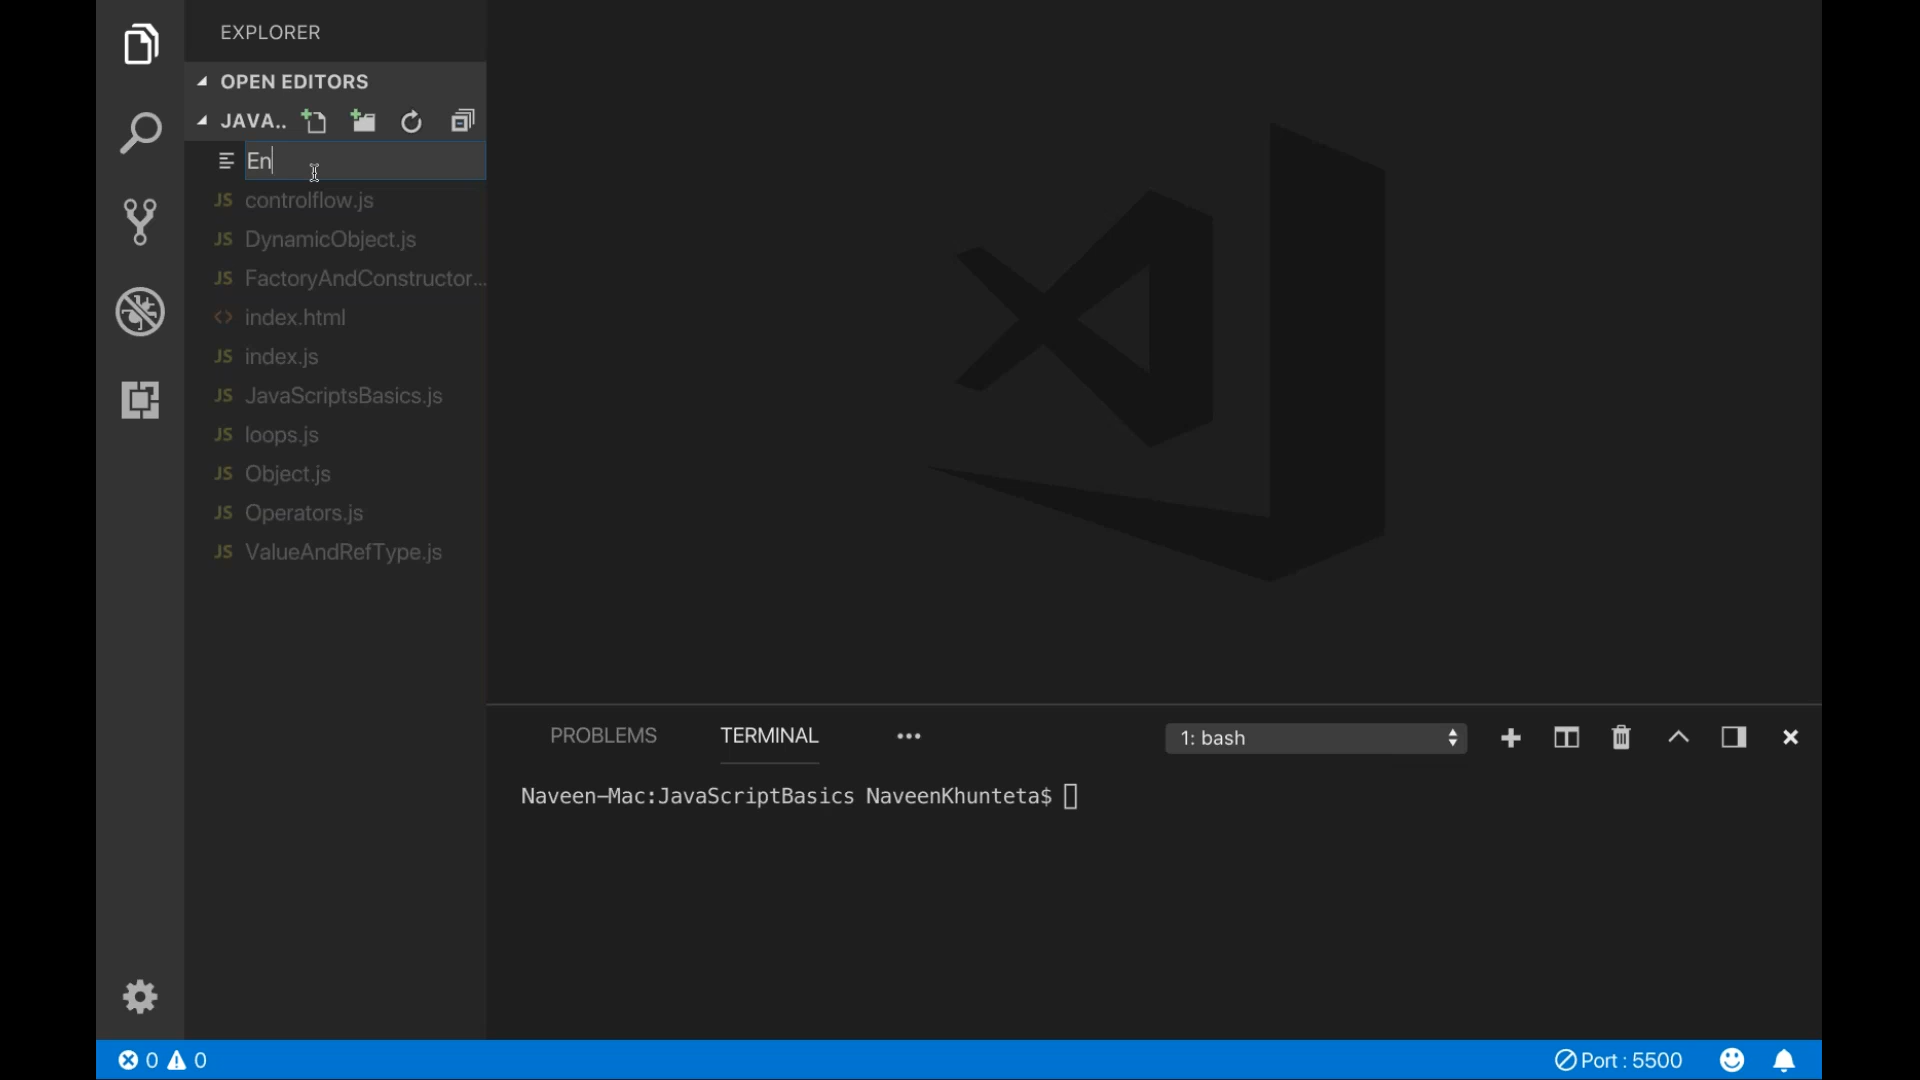 EXPLORER
OPEN EDITORS
JAVA..
En
JS controlflow.js
JS DynamicObject.js
JS FactoryAndConstructor...
<> index.html
JS index.js
JS JavaScriptsBasics.js
JS loops.js
JS Object.js
JS Operators.js
JS ValueAndRefType.js
PROBLEMS TERMINAL ••• 1: bash
Naveen-Mac:JavaScriptBasics NaveenKhunteta$
0 0 Port : 5500